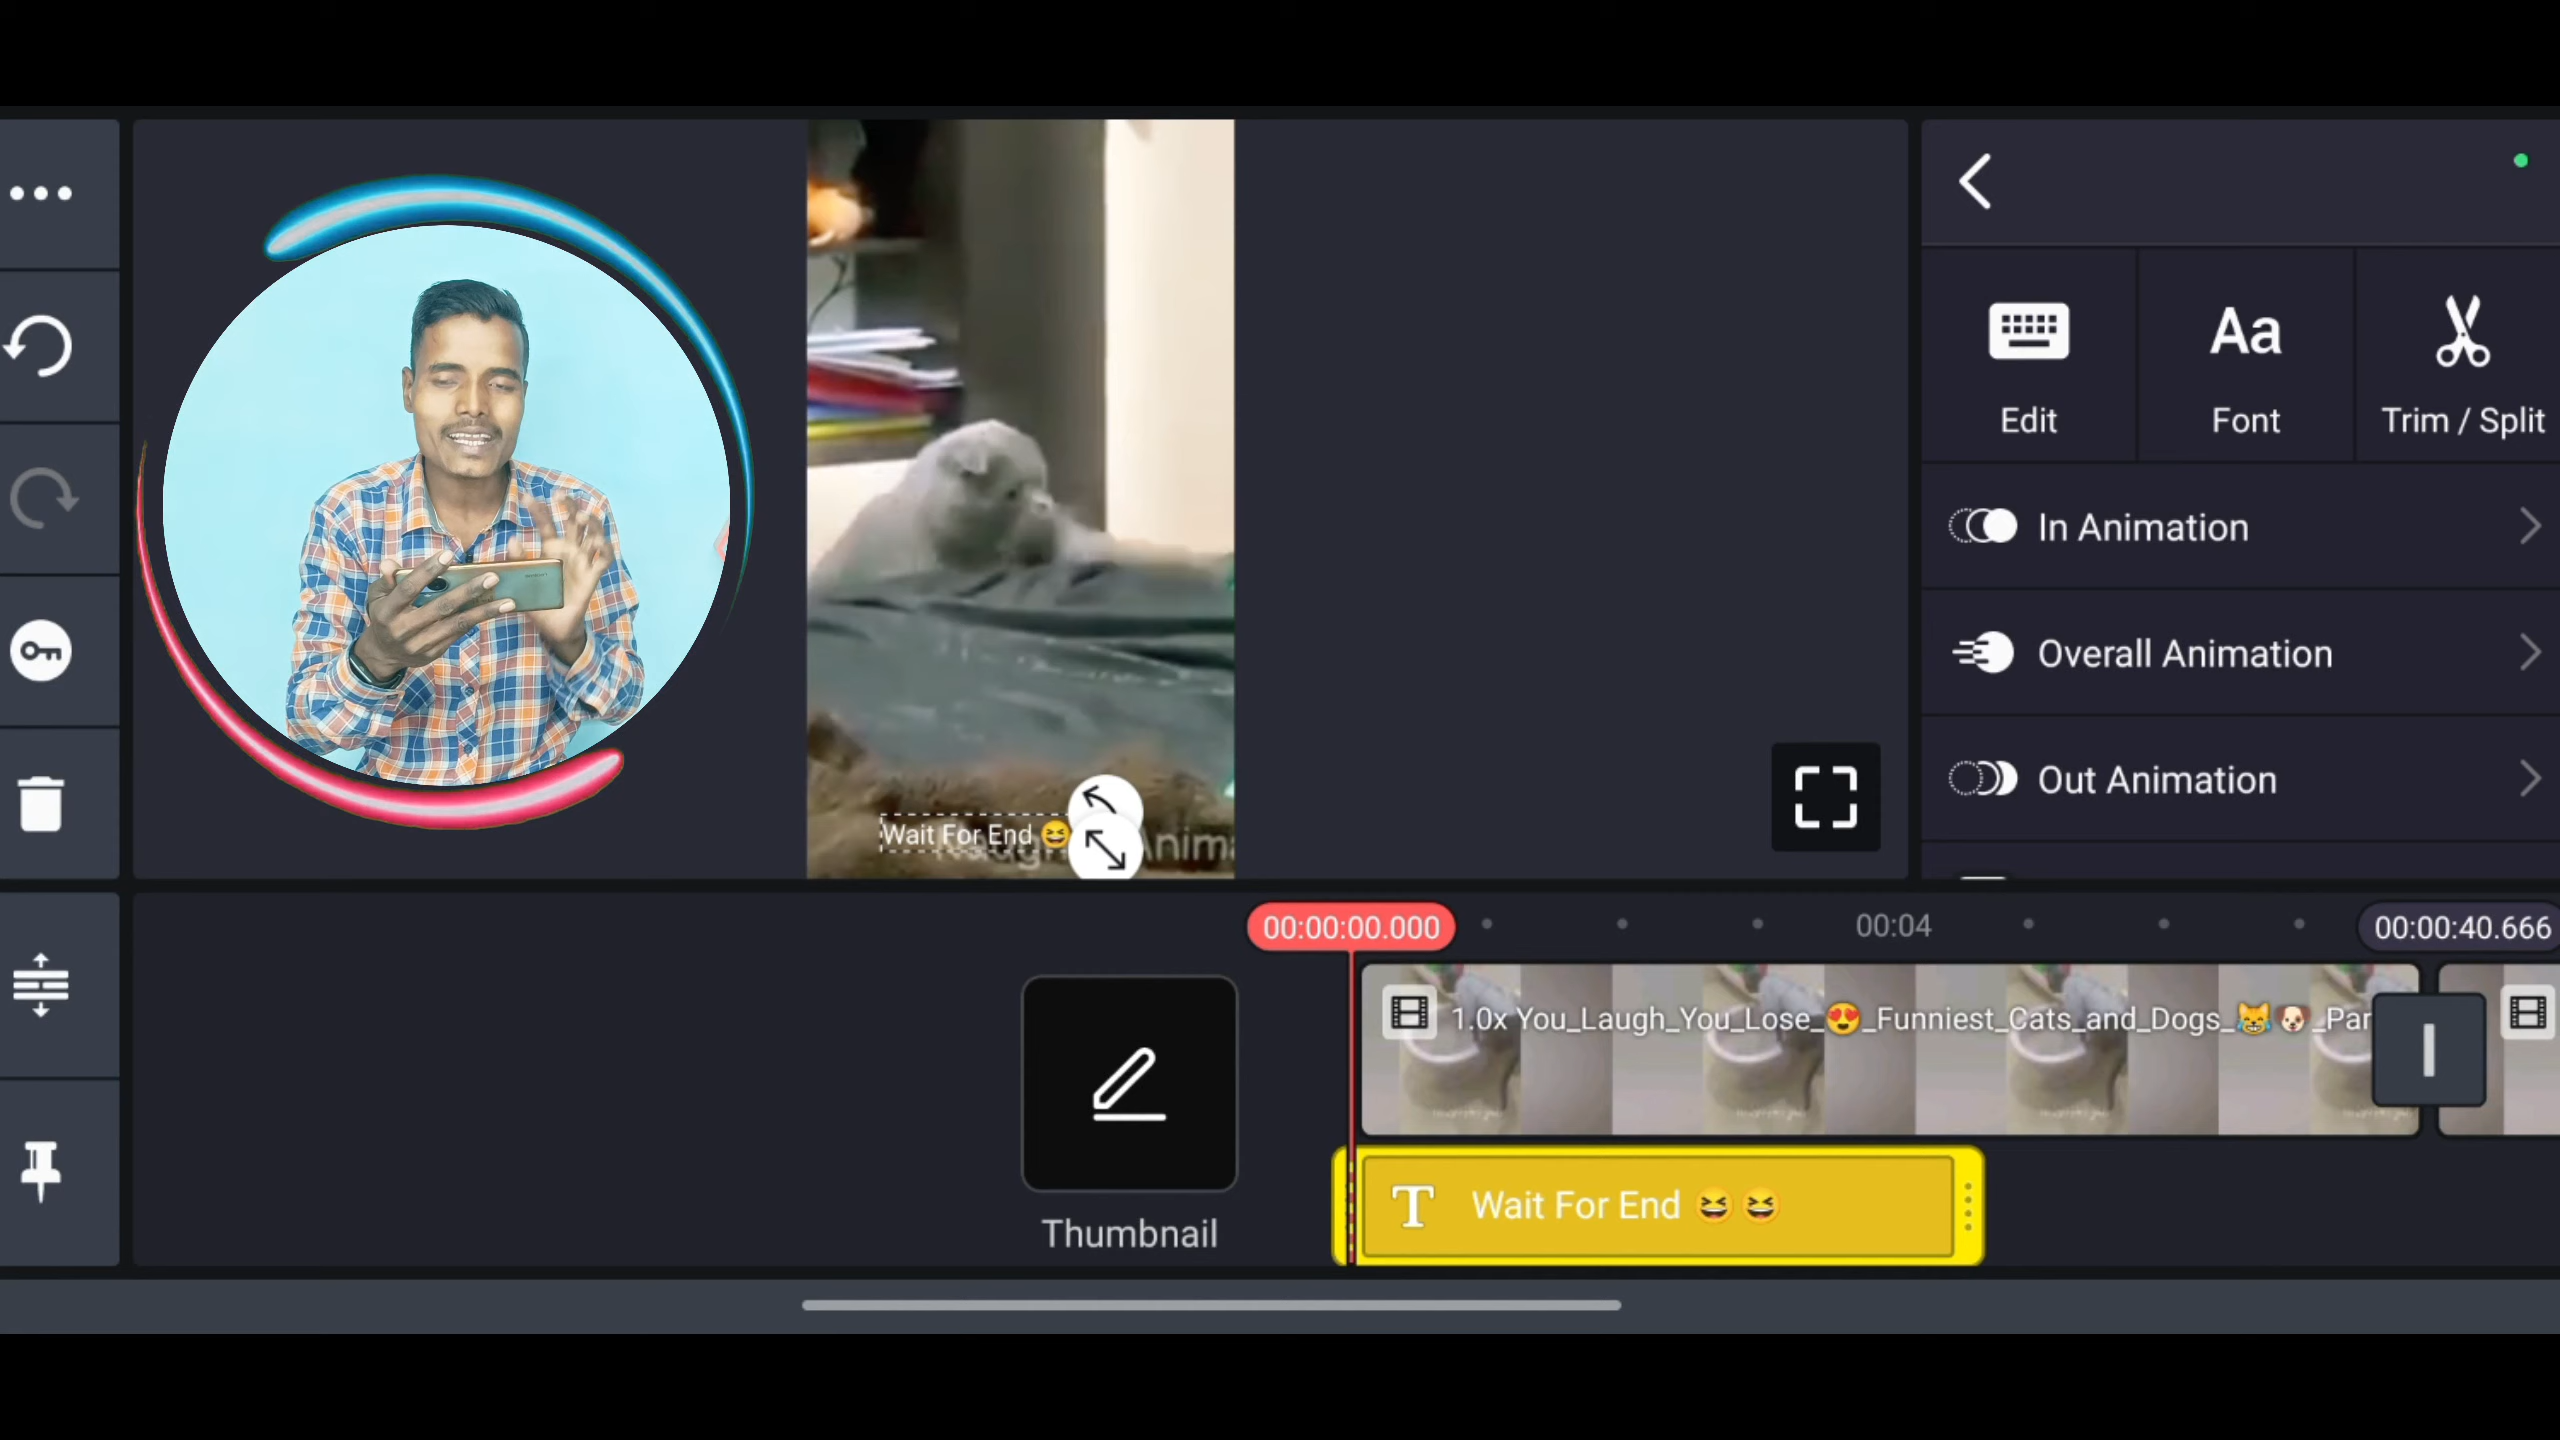 Edit
Font
Trim / Split
In Animation
Overall Animation
Out Animation
Wait For End 😆
Anima
00:00:00.000
00:04
00:00:40.666
1.0x You_Laugh_You_Lose_😍_Funniest_Cats_and_Dogs_😹🐶_Par
Thumbnail
T Wait For End 😆 😆